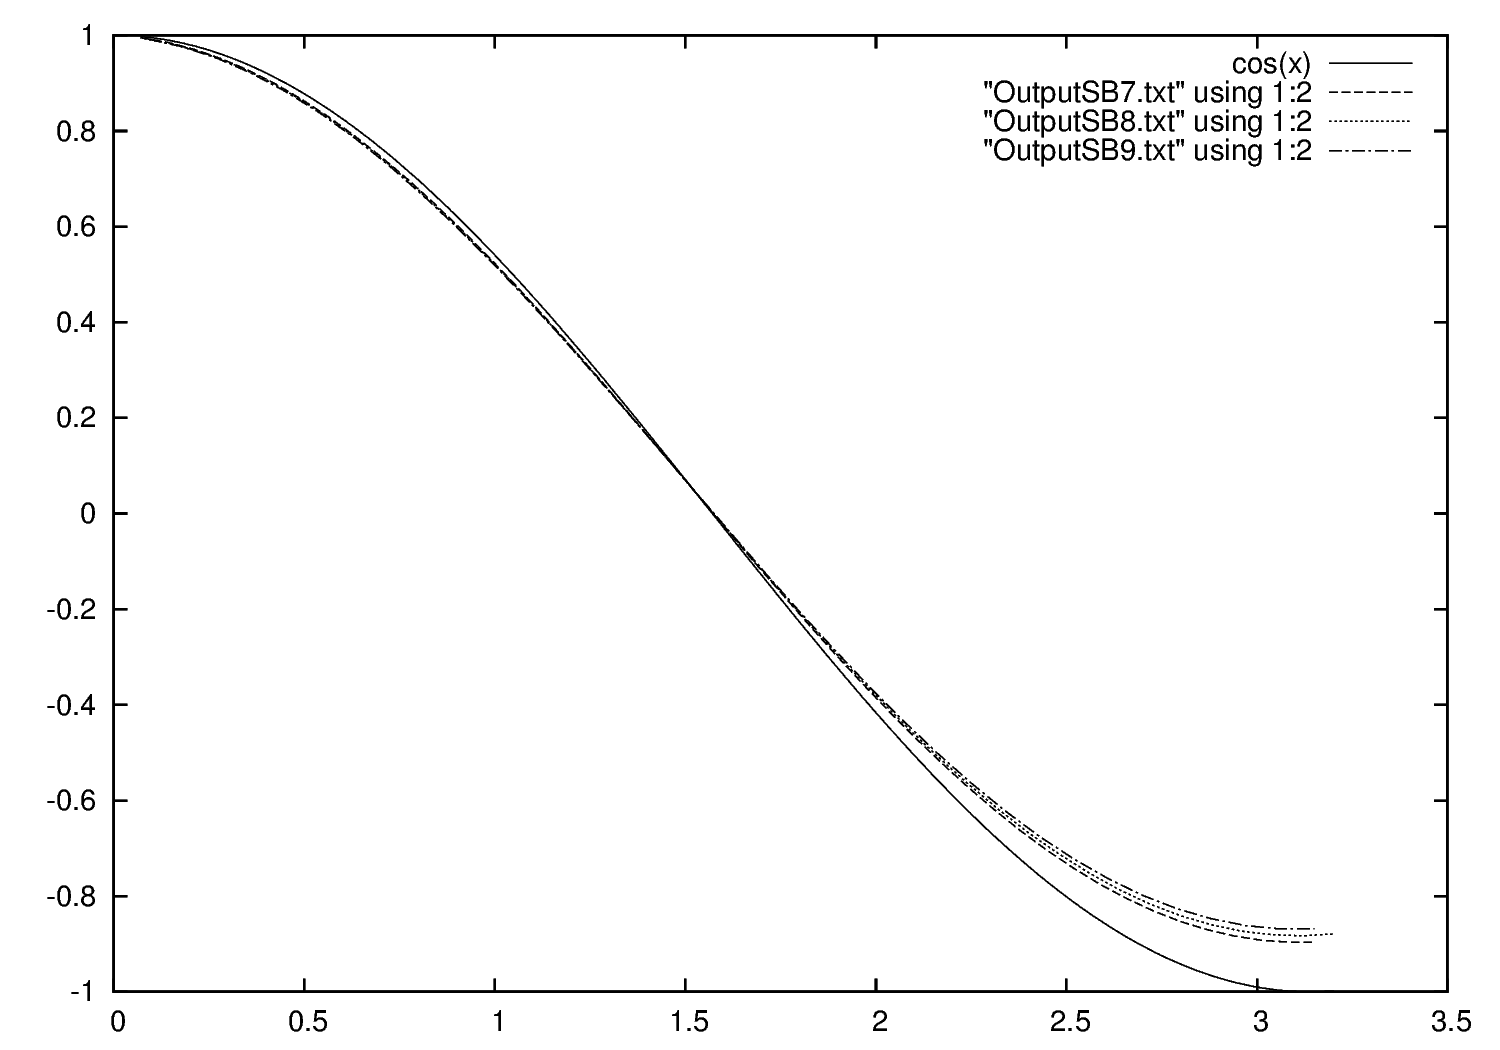 1
0.8
0.6
0.4
0.2
0
-0.2
-0.4
-0.6
-0.8
-1
0 0.5 1 1.5 2 2.5 3 3.5
cos(x)
"OutputSB7.txt" using 1:2
"OutputSB8.txt" using 1:2
"OutputSB9.txt" using 1:2